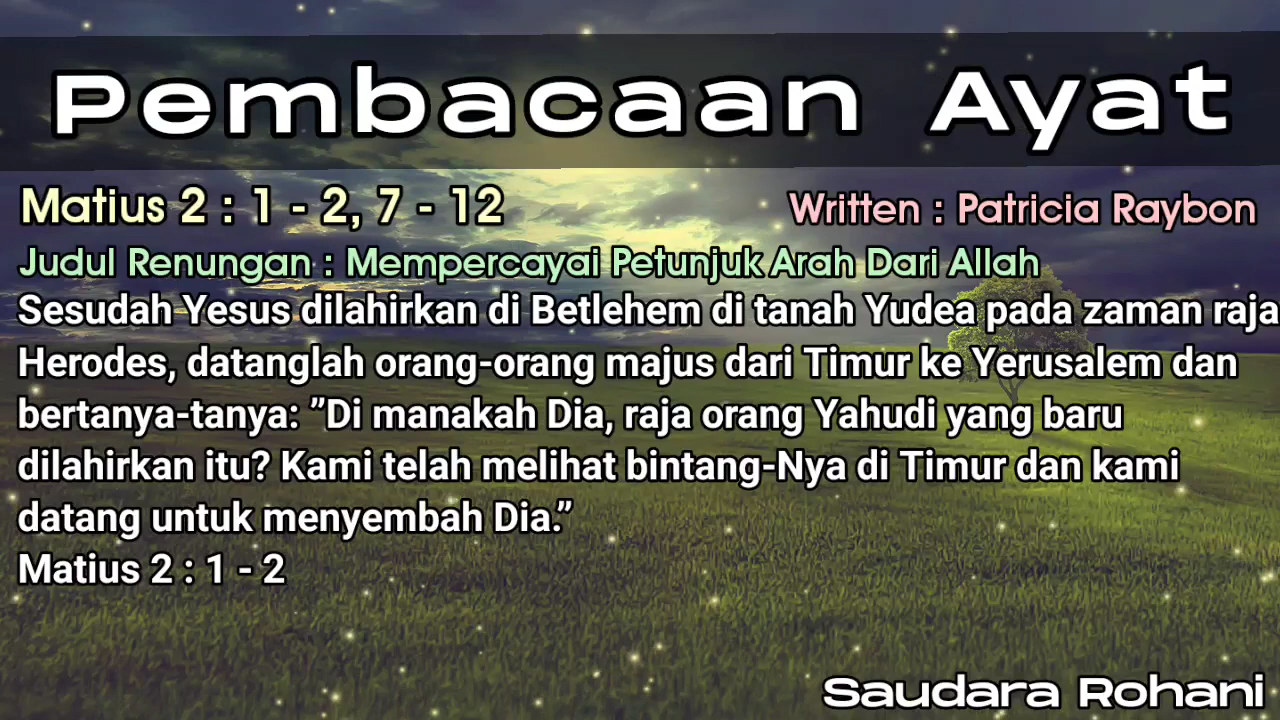 Pembacaan Ayat
Matius 2 : 1 - 2, 7 - 12
Written : Patricia Raybon
Judul Renungan : Mempercayai Petunjuk Arah Dari Allah
Sesudah Yesus dilahirkan di Betlehem di tanah Yudea pada zaman raja
Herodes, datanglah orang-orang majus dari Timur ke Yerusalem dan
bertanya-tanya: ”Di manakah Dia, raja orang Yahudi yang baru
dilahirkan itu? Kami telah melihat bintang-Nya di Timur dan kami
datang untuk menyembah Dia.”
Matius 2 : 1 - 2
Saudara Rohani